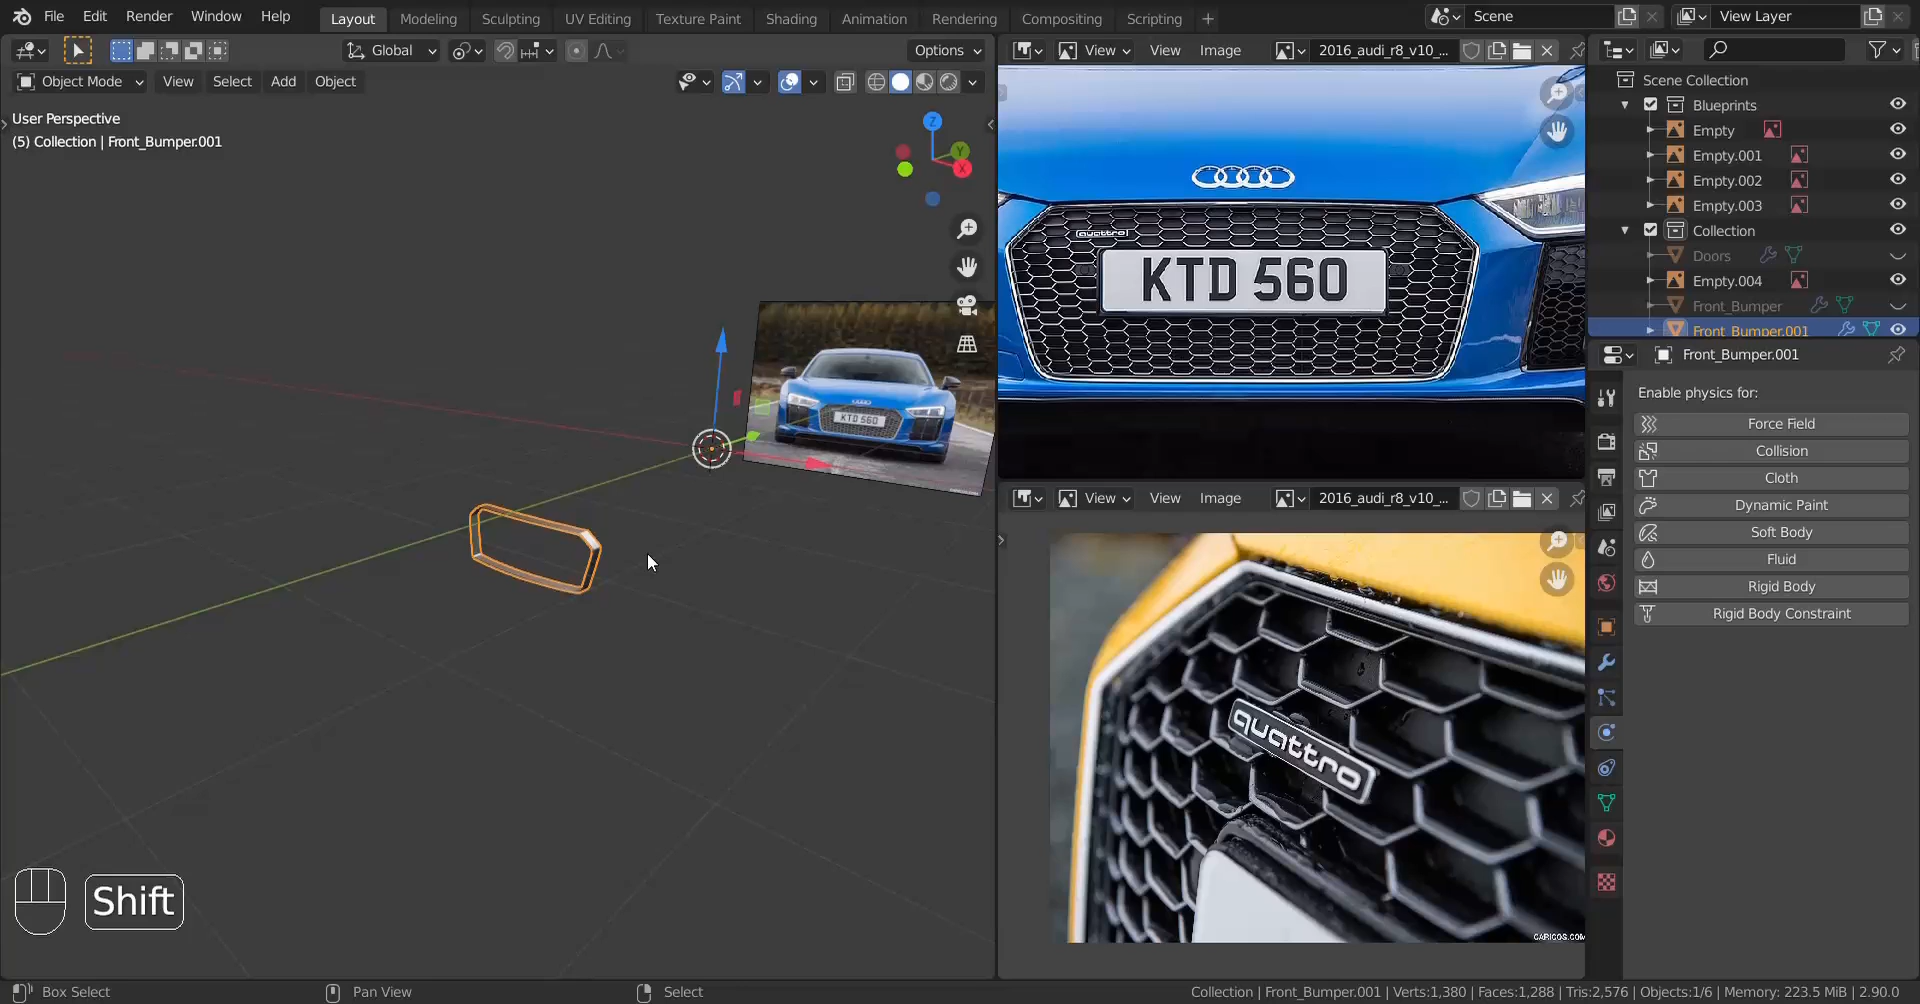 File Edit Render Window Help Layout Modeling Sculpting UV Editing Texture Paint Shading Animation Rendering Compositing Scripting + Scene View Layer
Global Options View View Image 2016_audi_r8_v10_...
Object Mode View Select Add Object
User Perspective
(5) Collection | Front_Bumper.001
Z
Y
X
quattro
KTD 560
KTD 560
View View Image 2016_audi_r8_v10_...
quattro
CARICOS.COM
Scene Collection
Blueprints
Empty
Empty.001
Empty.002
Empty.003
Collection
Doors
Empty.004
Front_Bumper
Front_Bumper.001
Front_Bumper.001
Enable physics for:
Force Field
Collision
Cloth
Dynamic Paint
Soft Body
Fluid
Rigid Body
Rigid Body Constraint
Shift
Box Select Pan View Select Collection | Front_Bumper.001 | Verts:1,380 | Faces:1,288 | Tris:2,576 | Objects:1/6 | Memory: 223.5 MiB | 2.90.0